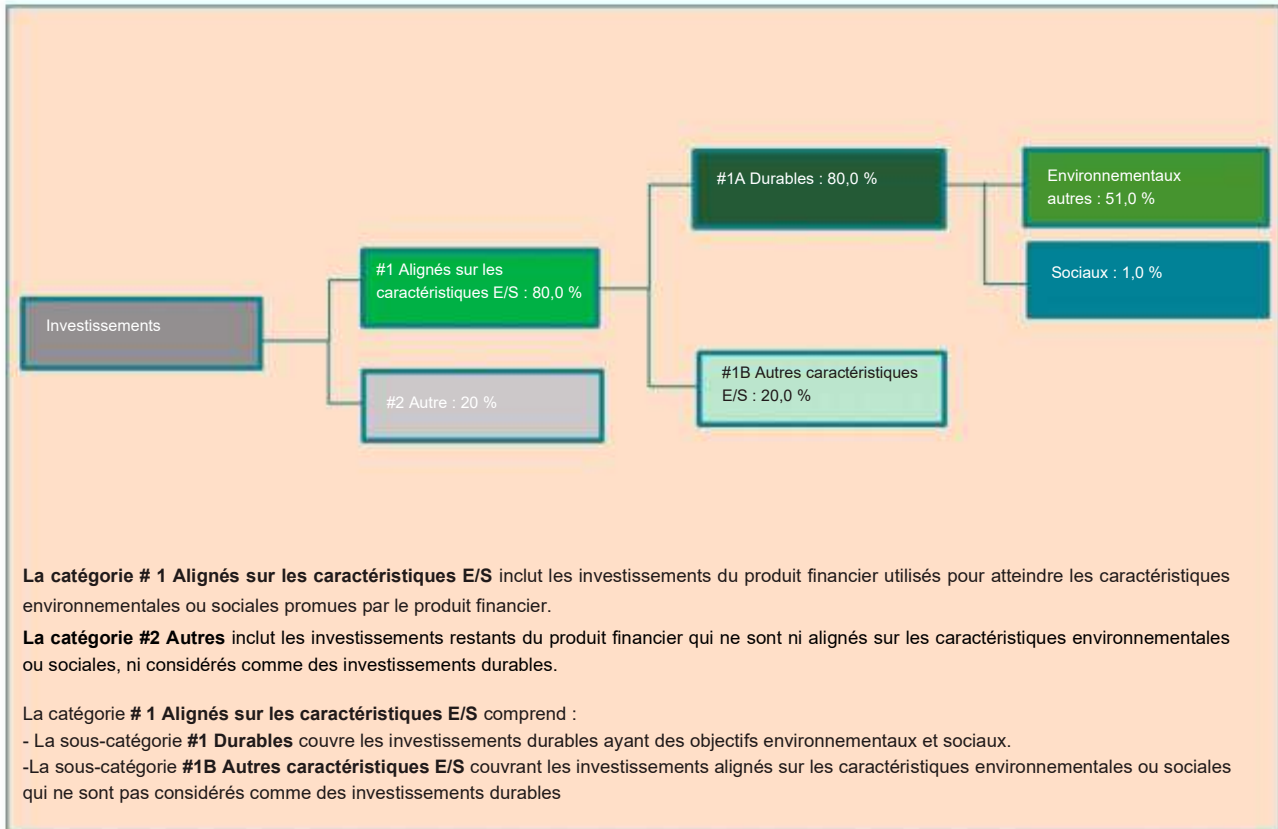 #1A Durables : 80,0 %
Environnementaux
autres : 51,0 %
#1 Alignés sur les
caractéristiques E/S : 80,0 %
Sociaux : 1,0 %
Investissements
#2 Autre : 20 %
#1B Autres caractéristiques
E/S : 20,0 %
La catégorie # 1 Alignés sur les caractéristiques E/S inclut les investissements du produit financier utilisés pour atteindre les caractéristiques
environnementales ou sociales promues par le produit financier.
La catégorie #2 Autres inclut les investissements restants du produit financier qui ne sont ni alignés sur les caractéristiques environnementales
ou sociales, ni considérés comme des investissements durables.
La catégorie # 1 Alignés sur les caractéristiques E/S comprend :
- La sous-catégorie #1 Durables couvre les investissements durables ayant des objectifs environnementaux et sociaux.
-La sous-catégorie #1B Autres caractéristiques E/S couvrant les investissements alignés sur les caractéristiques environnementales ou sociales
qui ne sont pas considérés comme des investissements durables